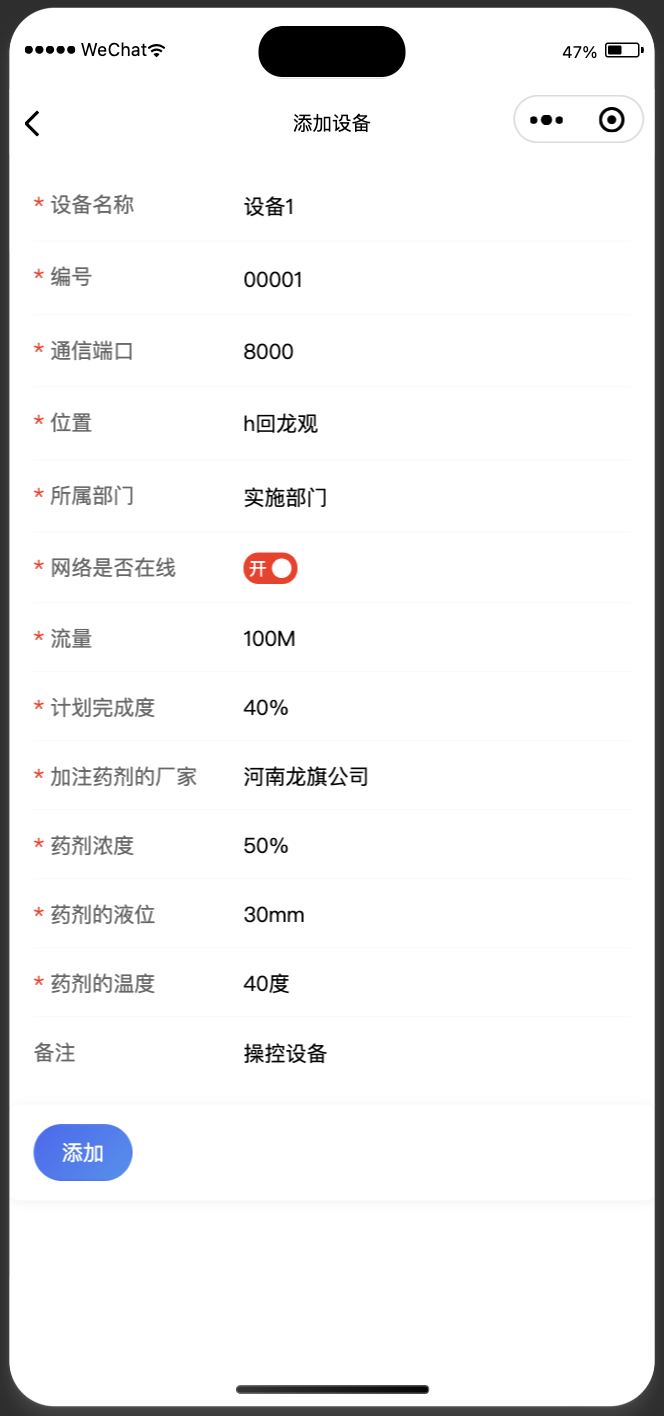 WeChat 47%
添加设备
* 设备名称 设备1
* 编号 00001
* 通信端口 8000
* 位置 h回龙观
* 所属部门 实施部门
* 网络是否在线 开
* 流量 100M
* 计划完成度 40%
* 加注药剂的厂家 河南龙旗公司
* 药剂浓度 50%
* 药剂的液位 30mm
* 药剂的温度 40度
备注 操控设备
添加